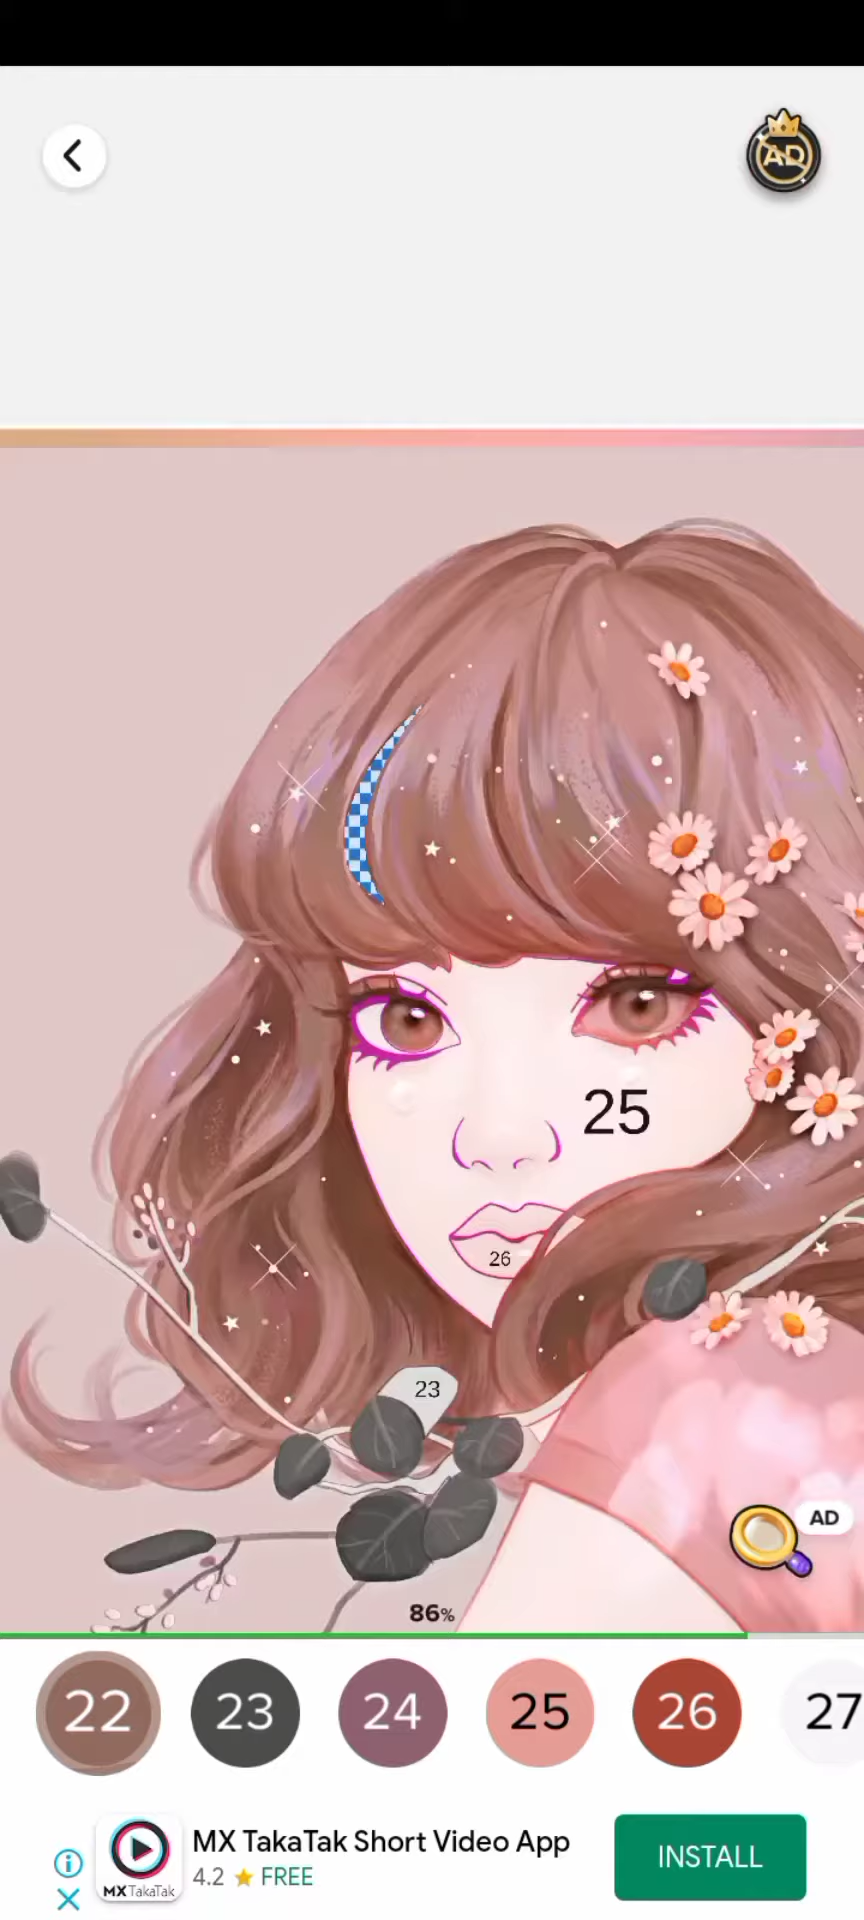 AD
25
26
23
AD
86%
22 23 24 25 26 27
MX TakaTak Short Video App
4.2 FREE
INSTALL
MX TakaTak